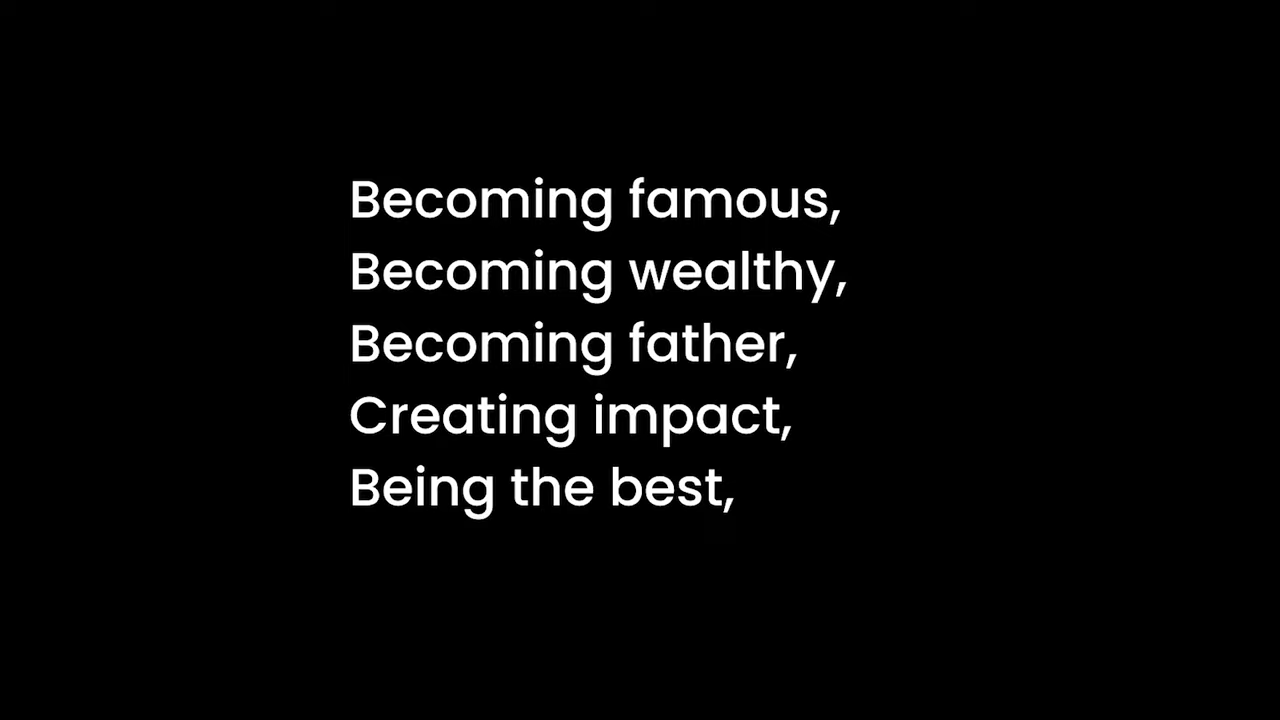 Becoming famous,
Becoming wealthy,
Becoming father,
Creating impact,
Being the best,